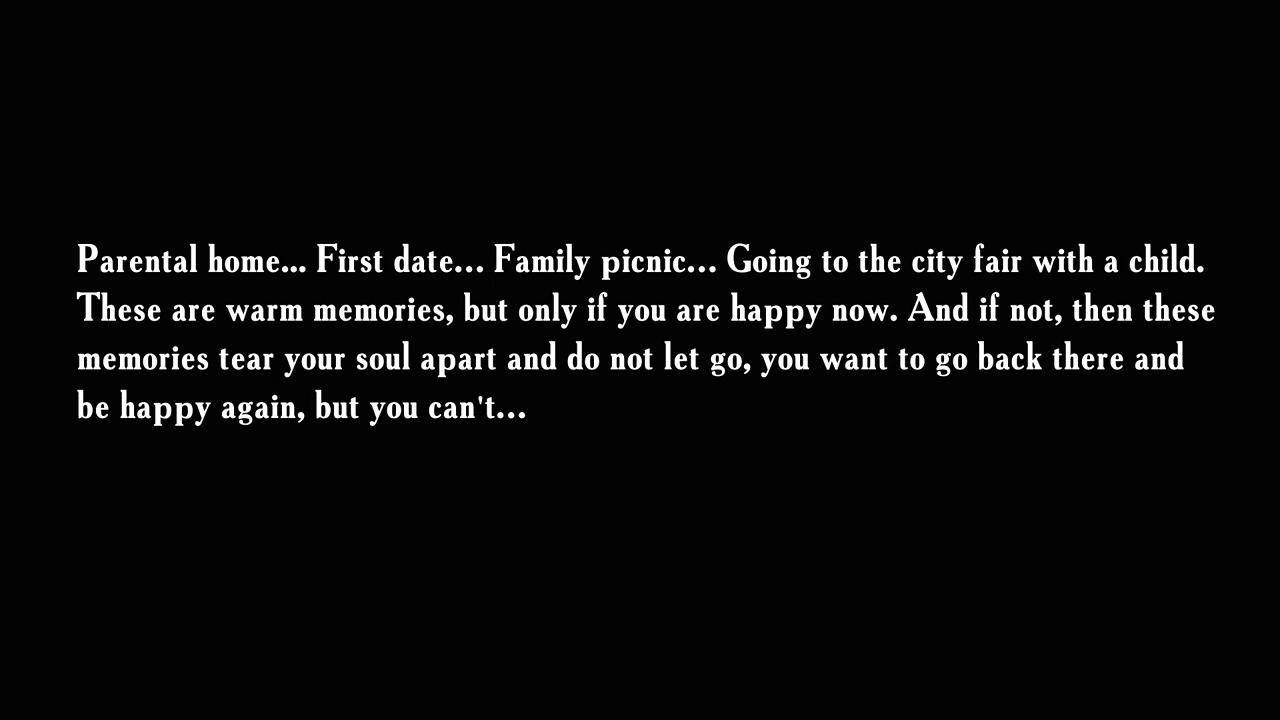 Parental home... First date... Family picnic... Going to the city fair with a child.
These are warm memories, but only if you are happy now. And if not, then these
memories tear your soul apart and do not let go, you want to go back there and
be happy again, but you can't...